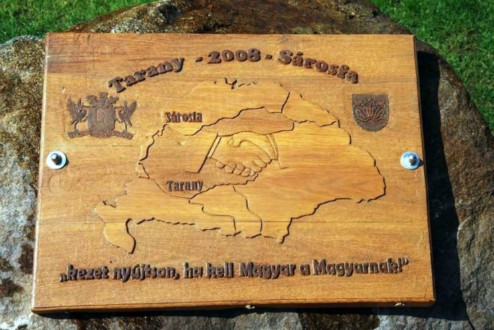 Tarany - 2008 - Sárosfa
Sárosfa
Tarany
„Kezet nyújtson, ha kell Magyar a Magyarnak!”